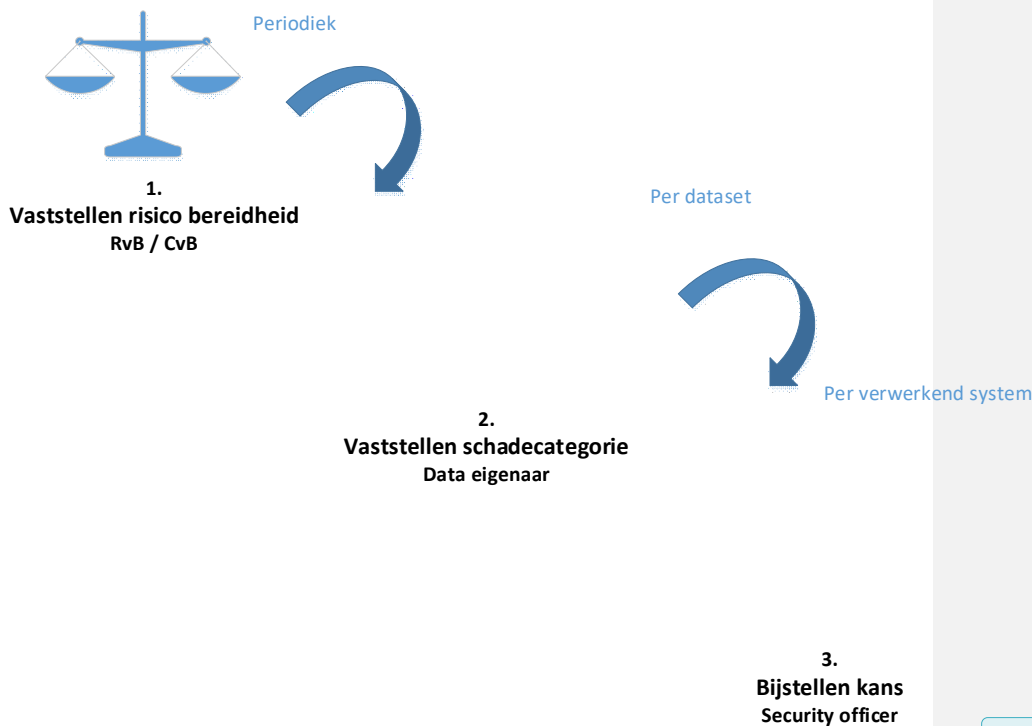 Periodiek
1.
Vaststellen risico bereidheid
RvB / CvB
Per dataset
Per verwerkend system
2.
Vaststellen schadecategorie
Data eigenaar
3.
Bijstellen kans
Security officer